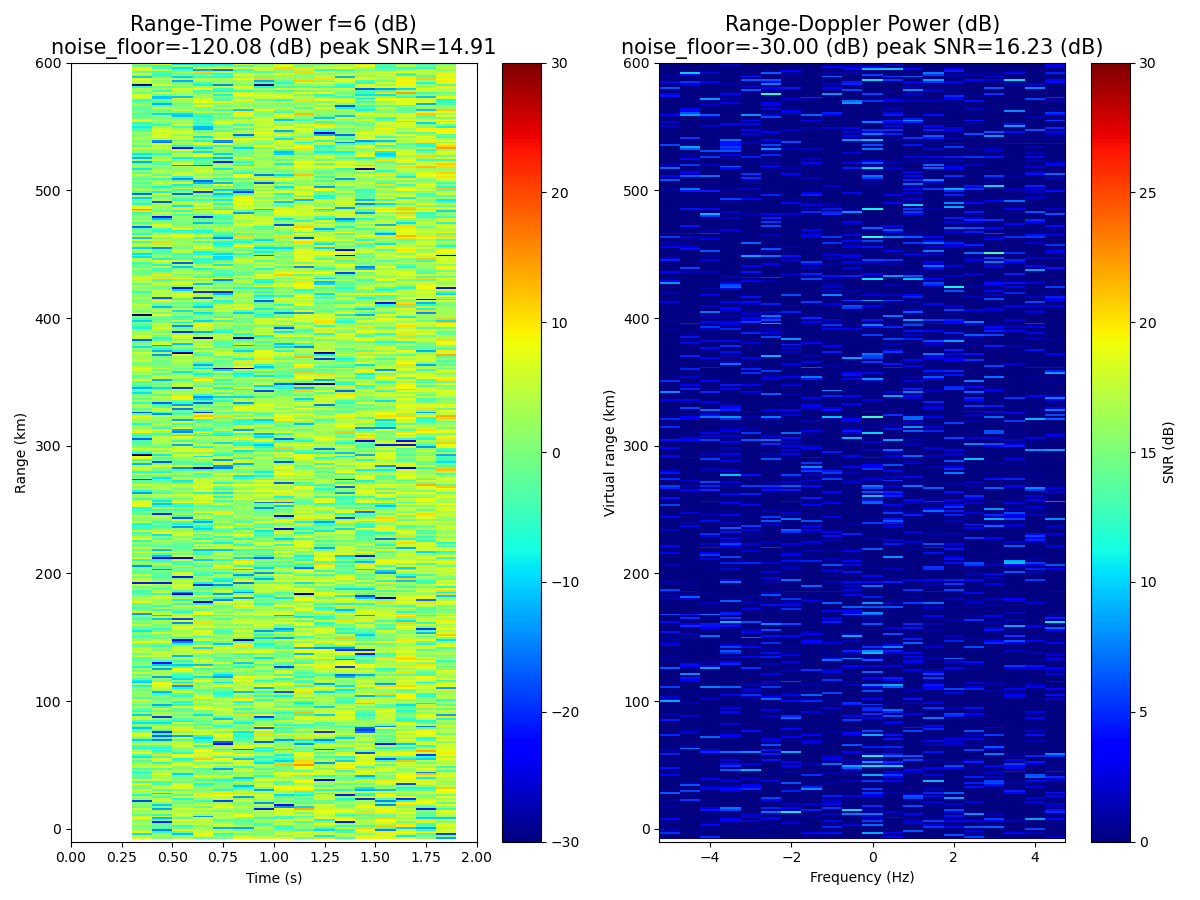 Range-Time Power f=6 (dB)
noise_floor=-120.08 (dB) peak SNR=14.91
600
500
400
300
200
100
0
Range (km)
0.00 0.25 0.50 0.75 1.00 1.25 1.50 1.75 2.00
Time (s)
30
20
10
0
−10
−20
−30
Range-Doppler Power (dB)
noise_floor=-30.00 (dB) peak SNR=16.23 (dB)
600
500
400
300
200
100
0
Virtual range (km)
−4 −2 0 2 4
Frequency (Hz)
30
25
20
15
10
5
0
SNR (dB)